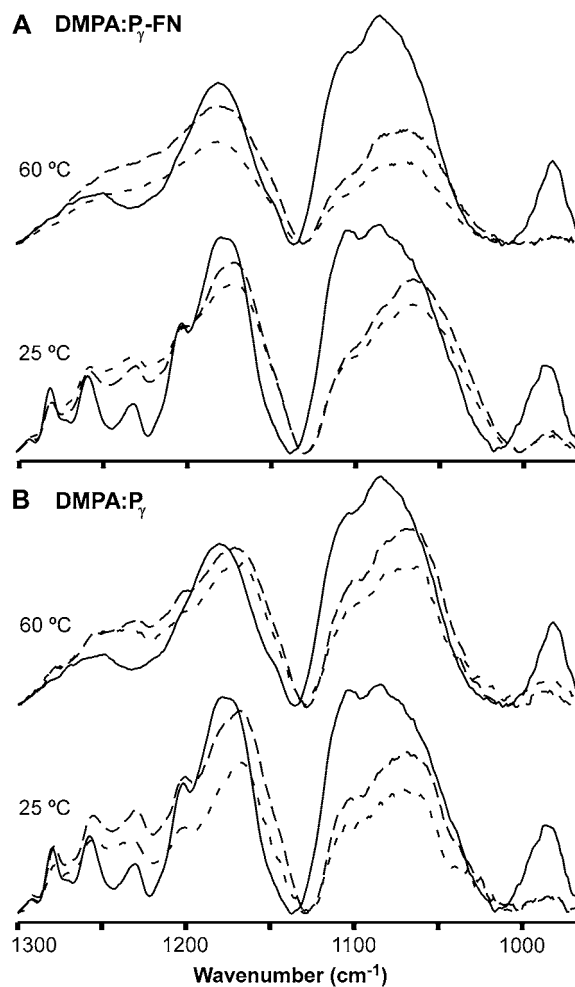 A DMPA:Pγ-FN
60 ºC
25 ºC
B DMPA:Pγ
60 ºC
25 ºC
1300 1200 1100 1000
Wavenumber (cm-1)